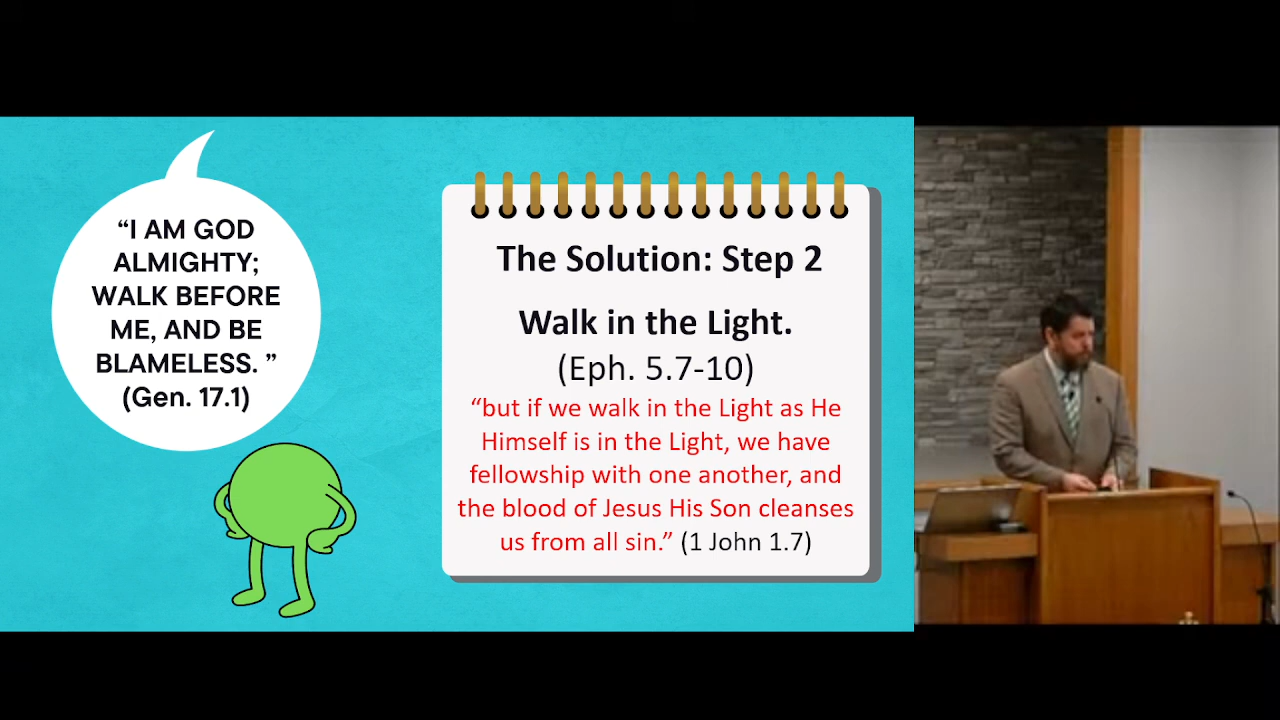 “I AM GOD
ALMIGHTY;
WALK BEFORE
ME, AND BE
BLAMELESS. ”
(Gen. 17.1)
The Solution: Step 2
Walk in the Light.
(Eph. 5.7-10)
“but if we walk in the Light as He
Himself is in the Light, we have
fellowship with one another, and
the blood of Jesus His Son cleanses
us from all sin.” (1 John 1.7)